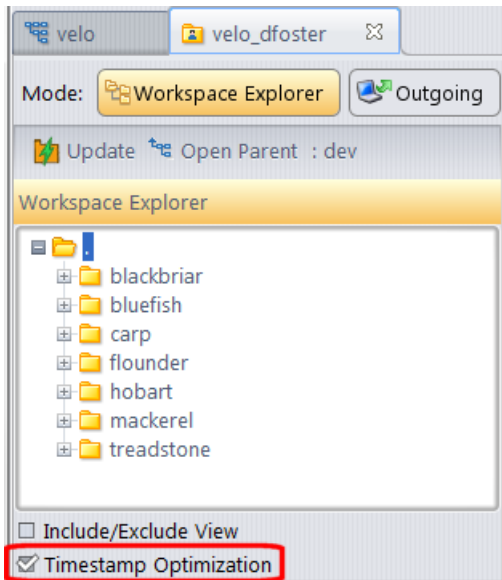 velo velo_dfoster
Mode: Workspace Explorer Outgoing
Update Open Parent : dev
Workspace Explorer
.
blackbriar
bluefish
carp
flounder
hobart
mackerel
treadstone
Include/Exclude View
Timestamp Optimization